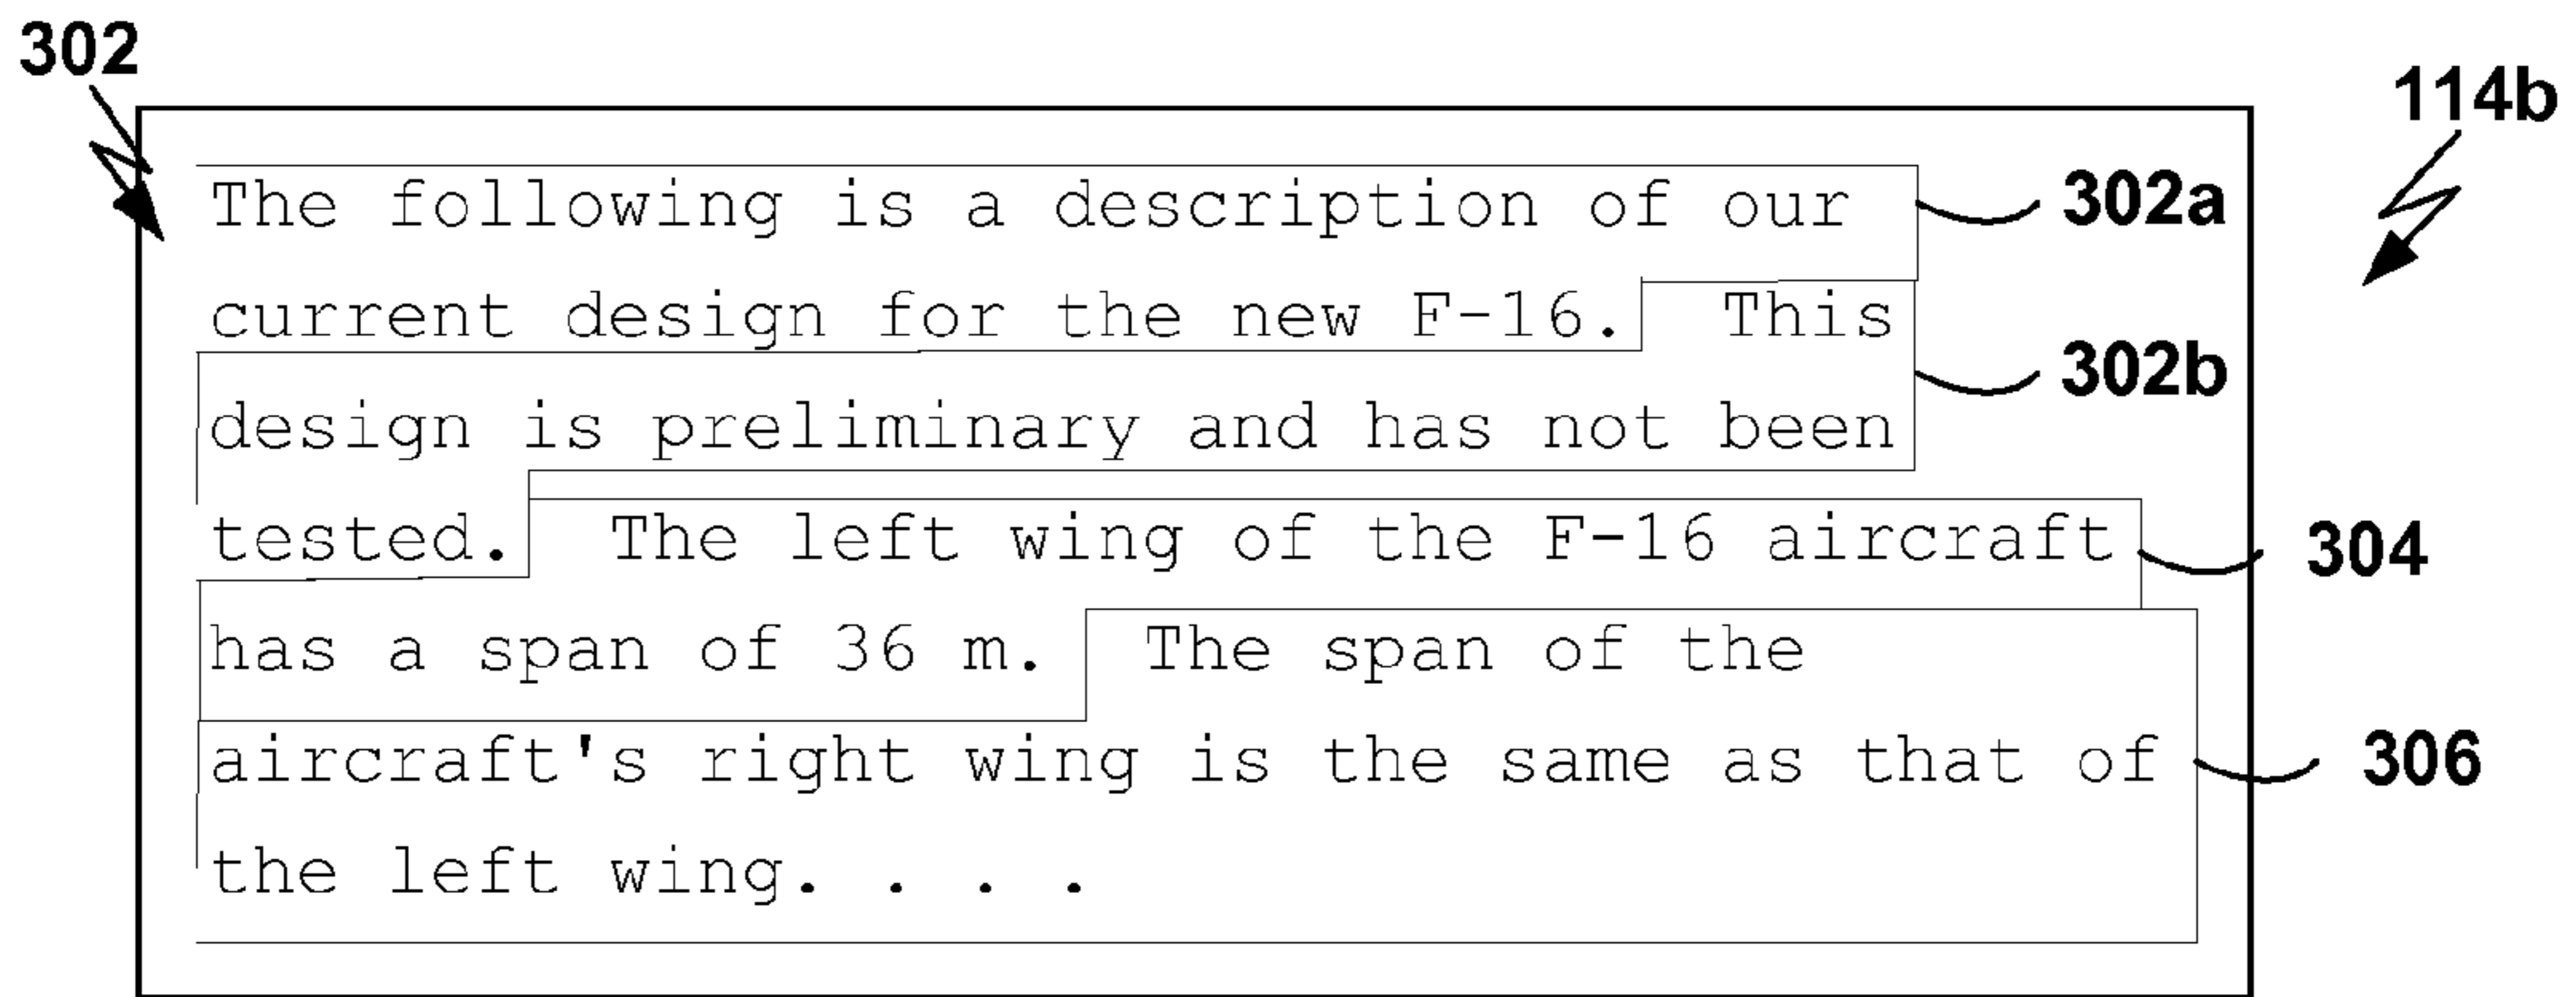 302
114b
The following is a description of our
302a
current design for the new F-16.  This
302b
design is preliminary and has not been
tested.  The left wing of the F-16 aircraft
304
has a span of 36 m.  The span of the
aircraft's right wing is the same as that of
306
the left wing. . . .